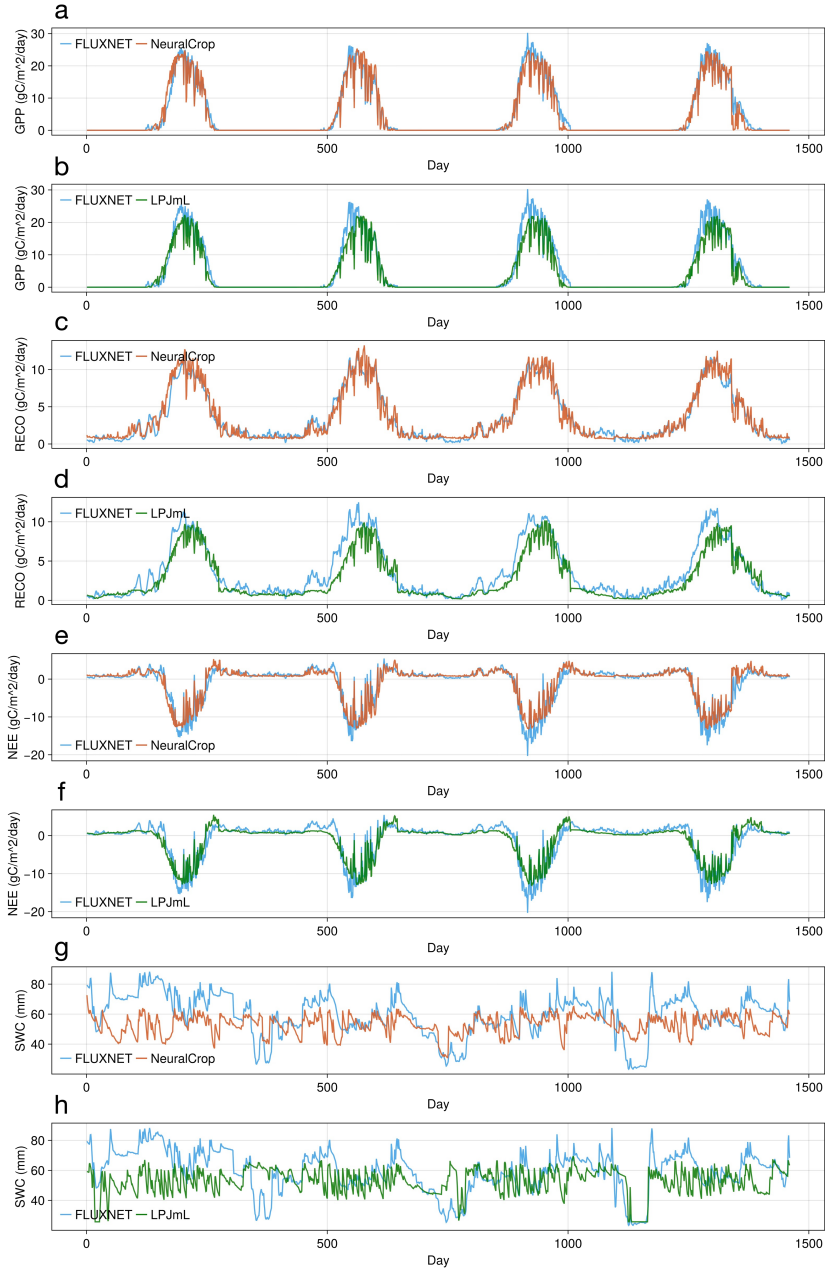 a
GPP (gC/m^2/day)
30
20
10
0
FLUXNET NeuralCrop
0 500 1000 1500
Day
b
GPP (gC/m^2/day)
30
20
10
0
FLUXNET LPJmL
0 500 1000 1500
Day
c
RECO (gC/m^2/day)
10
5
0
FLUXNET NeuralCrop
0 500 1000 1500
Day
d
RECO (gC/m^2/day)
10
5
0
FLUXNET LPJmL
0 500 1000 1500
Day
e
NEE (gC/m^2/day)
0
−10
−20
FLUXNET NeuralCrop
0 500 1000 1500
Day
f
NEE (gC/m^2/day)
0
−10
−20
FLUXNET LPJmL
0 500 1000 1500
Day
g
SWC (mm)
80
60
40
FLUXNET NeuralCrop
0 500 1000 1500
Day
h
SWC (mm)
80
60
40
FLUXNET LPJmL
0 500 1000 1500
Day